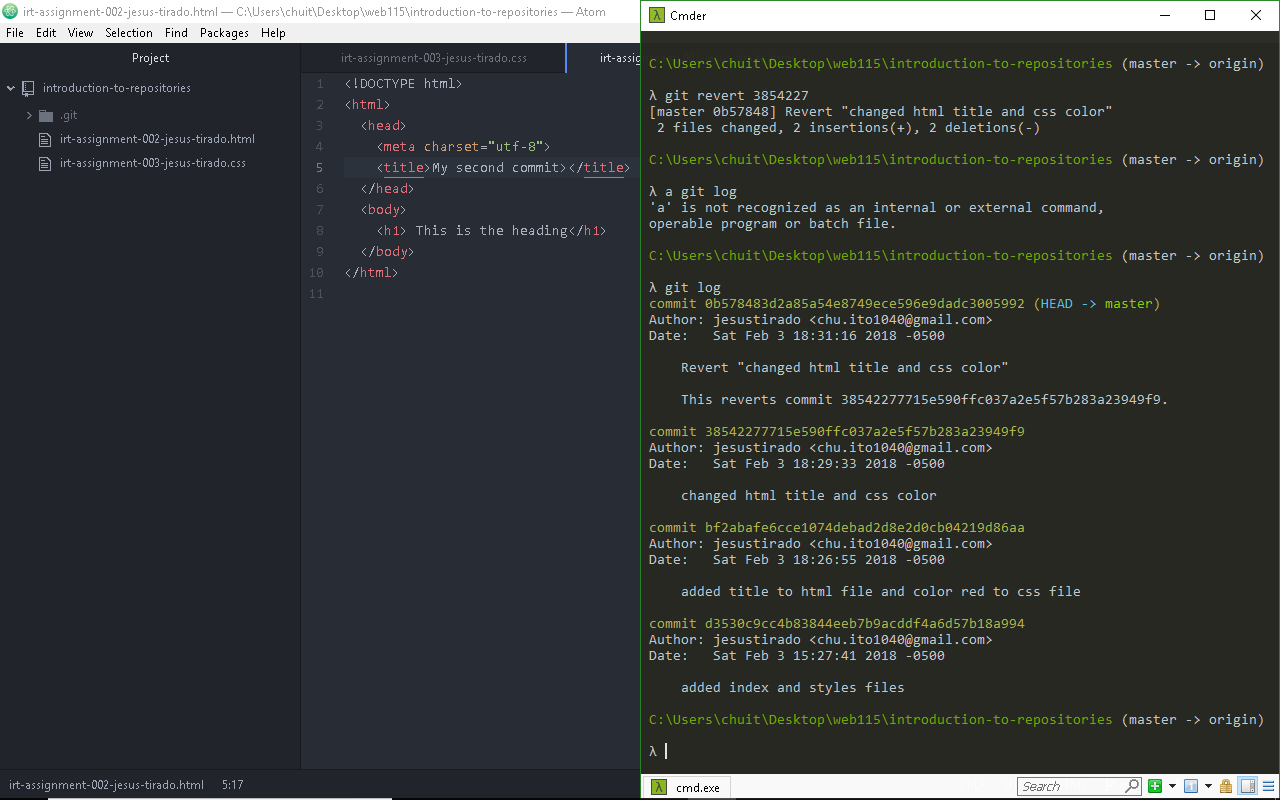 irt-assignment-002-jesus-tirado.html — C:\Users\chuit\Desktop\web115\introduction-to-repositories — Atom
File Edit View Selection Find Packages Help
Project
introduction-to-repositories
.git
irt-assignment-002-jesus-tirado.html
irt-assignment-003-jesus-tirado.css
irt-assignment-003-jesus-tirado.css irt-assig
1 <!DOCTYPE html>
2 <html>
3 <head>
4 <meta charset="utf-8">
5 <title>My second commit></title>
6 </head>
7 <body>
8 <h1> This is the heading</h1>
9 </body>
10 </html>
11
irt-assignment-002-jesus-tirado.html 5:17
λ Cmder
C:\Users\chuit\Desktop\web115\introduction-to-repositories (master -> origin)
λ git revert 3854227
[master 0b57848] Revert "changed html title and css color"
2 files changed, 2 insertions(+), 2 deletions(-)
C:\Users\chuit\Desktop\web115\introduction-to-repositories (master -> origin)
λ a git log
'a' is not recognized as an internal or external command,
operable program or batch file.
C:\Users\chuit\Desktop\web115\introduction-to-repositories (master -> origin)
λ git log
commit 0b578483d2a85a54e8749ece596e9dadc3005992 (HEAD -> master)
Author: jesustirado <chu.ito1040@gmail.com>
Date:   Sat Feb 3 18:31:16 2018 -0500
Revert "changed html title and css color"
This reverts commit 38542277715e590ffc037a2e5f57b283a23949f9.
commit 38542277715e590ffc037a2e5f57b283a23949f9
Author: jesustirado <chu.ito1040@gmail.com>
Date:   Sat Feb 3 18:29:33 2018 -0500
changed html title and css color
commit bf2abafe6cce1074debad2d8e2d0cb04219d86aa
Author: jesustirado <chu.ito1040@gmail.com>
Date:   Sat Feb 3 18:26:55 2018 -0500
added title to html file and color red to css file
commit d3530c9cc4b83844eeb7b9acddf4a6d57b18a994
Author: jesustirado <chu.ito1040@gmail.com>
Date:   Sat Feb 3 15:27:41 2018 -0500
added index and styles files
C:\Users\chuit\Desktop\web115\introduction-to-repositories (master -> origin)
λ
λ cmd.exe Search